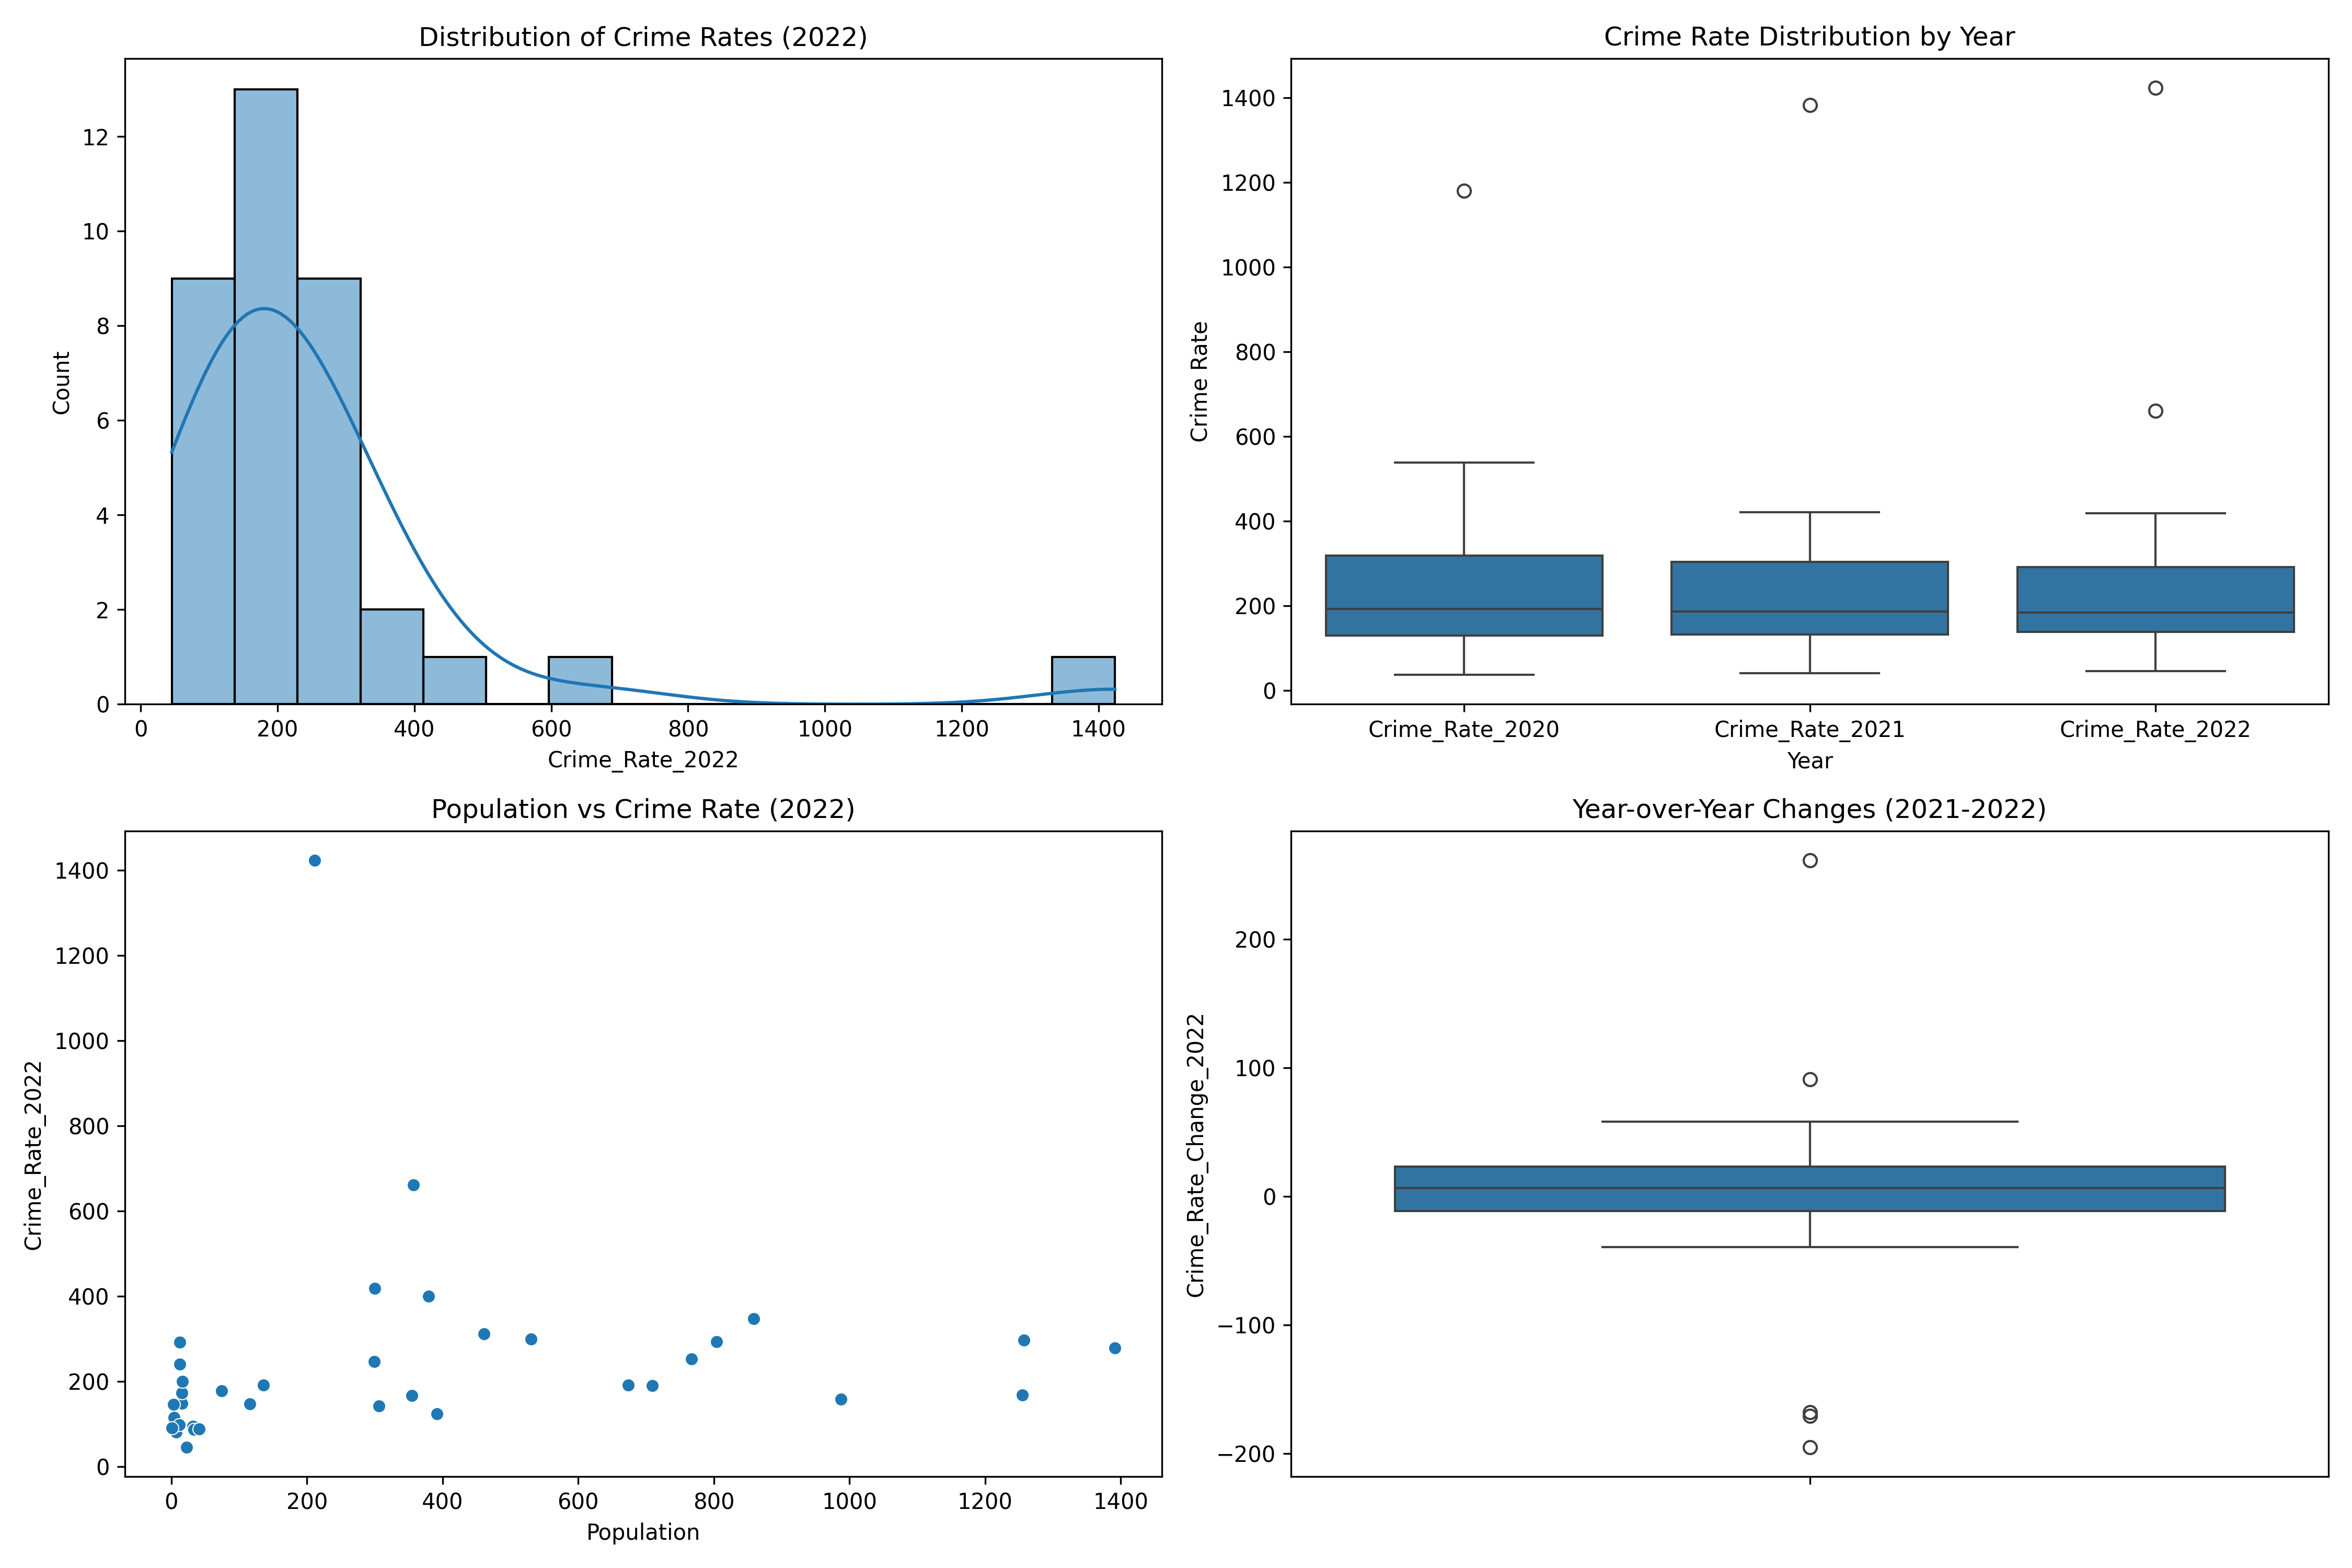 Distribution of Crime Rates (2022)
Count
12
10
8
6
4
2
0
0 200 400 600 800 1000 1200 1400
Crime_Rate_2022
Crime Rate Distribution by Year
Crime Rate
1400
1200
1000
800
600
400
200
0
Crime_Rate_2020 Crime_Rate_2021 Crime_Rate_2022
Year
Population vs Crime Rate (2022)
Crime_Rate_2022
1400
1200
1000
800
600
400
200
0
0 200 400 600 800 1000 1200 1400
Population
Year-over-Year Changes (2021-2022)
Crime_Rate_Change_2022
200
100
0
−100
−200